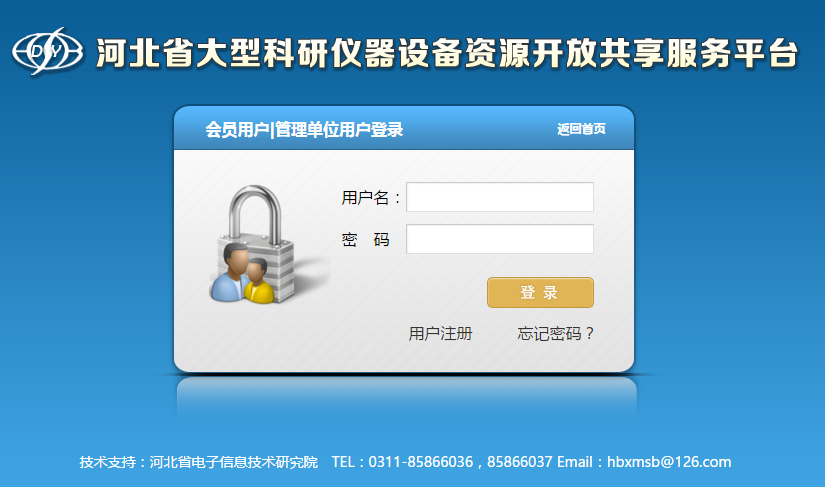 DY 河北省大型科研仪器设备资源开放共享服务平台
会员用户|管理单位用户登录 返回首页
用户名：
密 码
登 录
用户注册 忘记密码？
技术支持：河北省电子信息技术研究院 TEL：0311-85866036，85866037 Email：hbxmsb@126.com